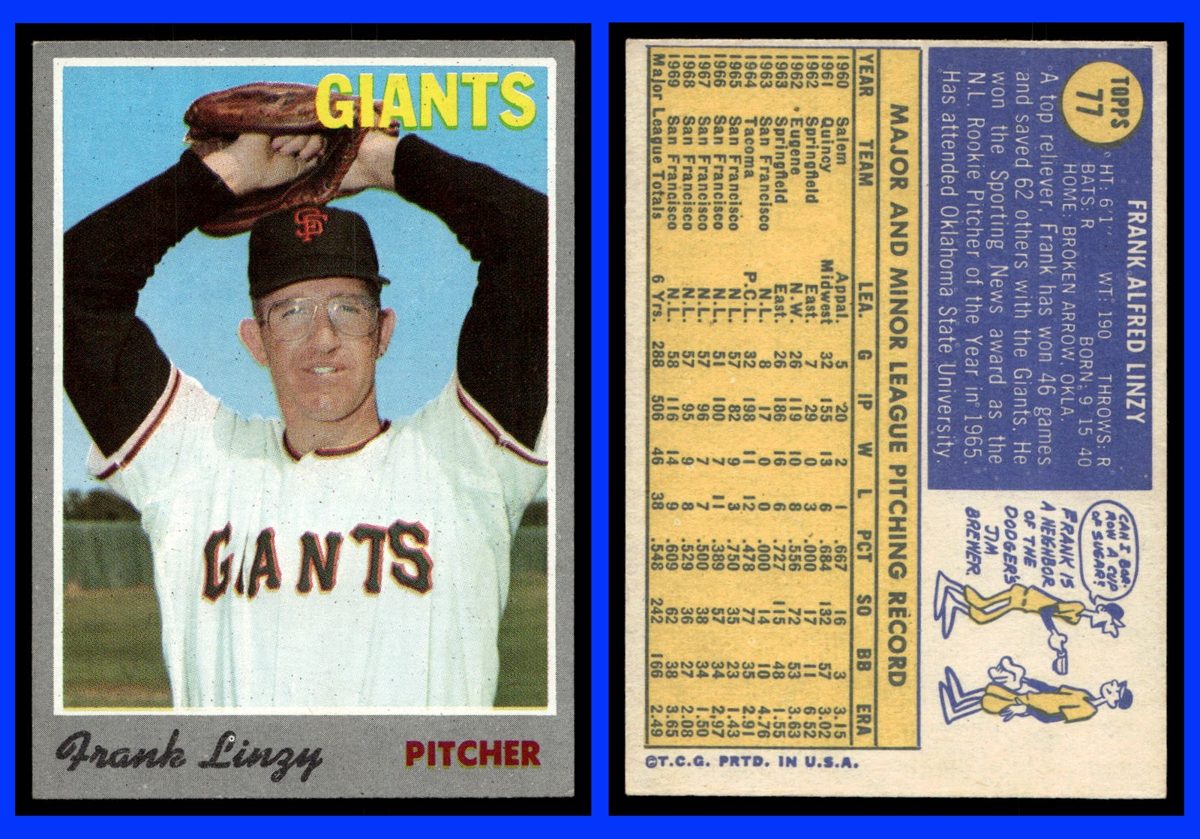 GIANTS
SF
GIANTS
Frank Linzy
PITCHER
TOPPS
77
FRANK ALFRED LINZY
HT: 6'1" WT: 190 THROWS: R
BATS: R BORN: 9 15 40
HOME: BROKEN ARROW, OKLA.
A top reliever, Frank has won 46 games
and saved 62 others with the Giants. He
won the Sporting News award as the
N.L. Rookie Pitcher of the Year in 1965.
Has attended Oklahoma State University.
CAN I BOR-
ROW A CUP
OF SUGAR?
FRANK IS
A NEIGHBOR
OF THE
DODGER'S
JIM
BREWER.
MAJOR AND MINOR LEAGUE PITCHING RECORD
YEAR TEAM LEA. G IP W L PCT SO BB ERA
1960 Salem Appal. 5 20 2 1 .667 16 3 3.15
1961 Quincy Midwest 32 155 13 6 .684 132 57 3.02
1962 Springfield East. 7 29 0 3 .000 17 11 6.52
1962 *Eugene N.W. 26 119 10 8 .556 72 53 3.63
1963 Springfield East. 26 186 16 6 .727 115 48 1.55
1963 San Francisco N.L. 8 17 0 0 .000 14 10 4.76
1964 Tacoma P.C.L. 32 198 11 12 .478 77 35 2.91
1965 San Francisco N.L. 57 82 9 3 .750 35 23 1.43
1966 San Francisco N.L. 51 100 7 11 .389 57 34 2.97
1967 San Francisco N.L. 57 96 7 7 .500 38 34 1.50
1968 San Francisco N.L. 57 95 9 8 .529 36 27 2.08
1969 San Francisco N.L. 58 116 14 9 .609 62 38 3.65
Major League Totals 6 Yrs. 288 506 46 38 .548 242 166 2.49
©T.C.G. PRTD. IN U.S.A.